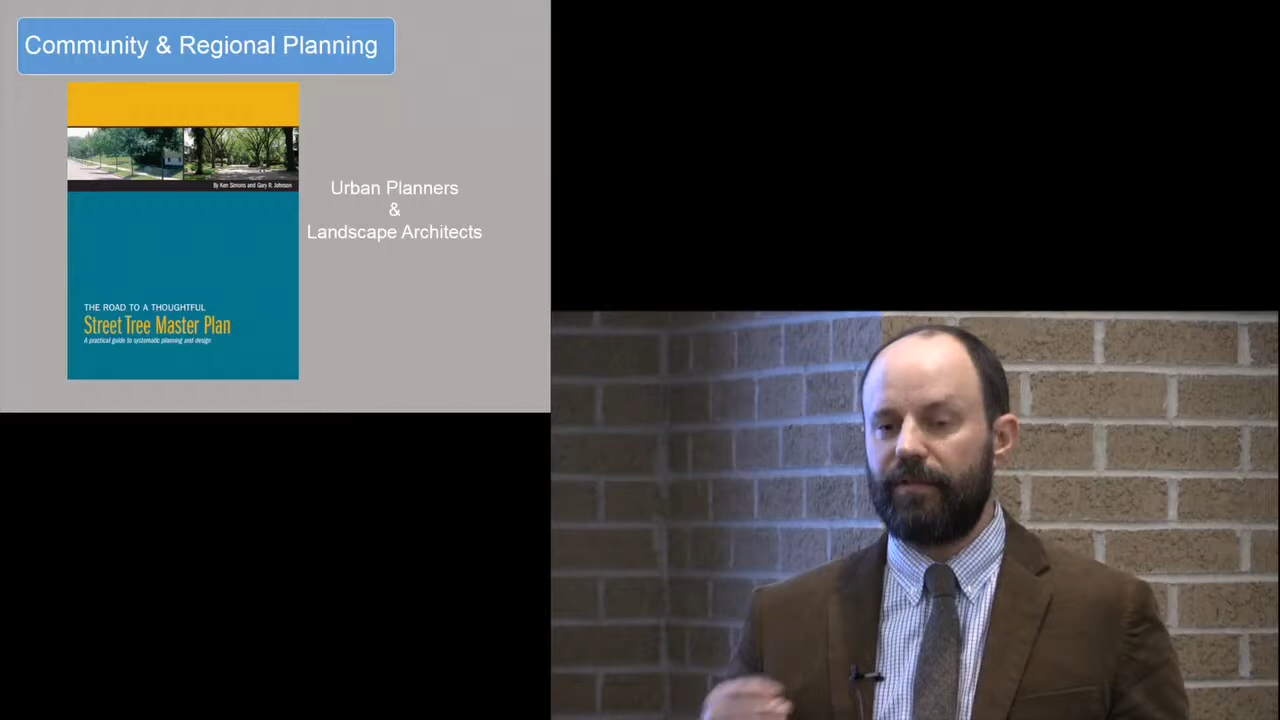 Community & Regional Planning
By Ken Simons and Gary R. Johnson
Urban Planners
&
Landscape Architects
THE ROAD TO A THOUGHTFUL
Street Tree Master Plan
A practical guide to systematic planning and design